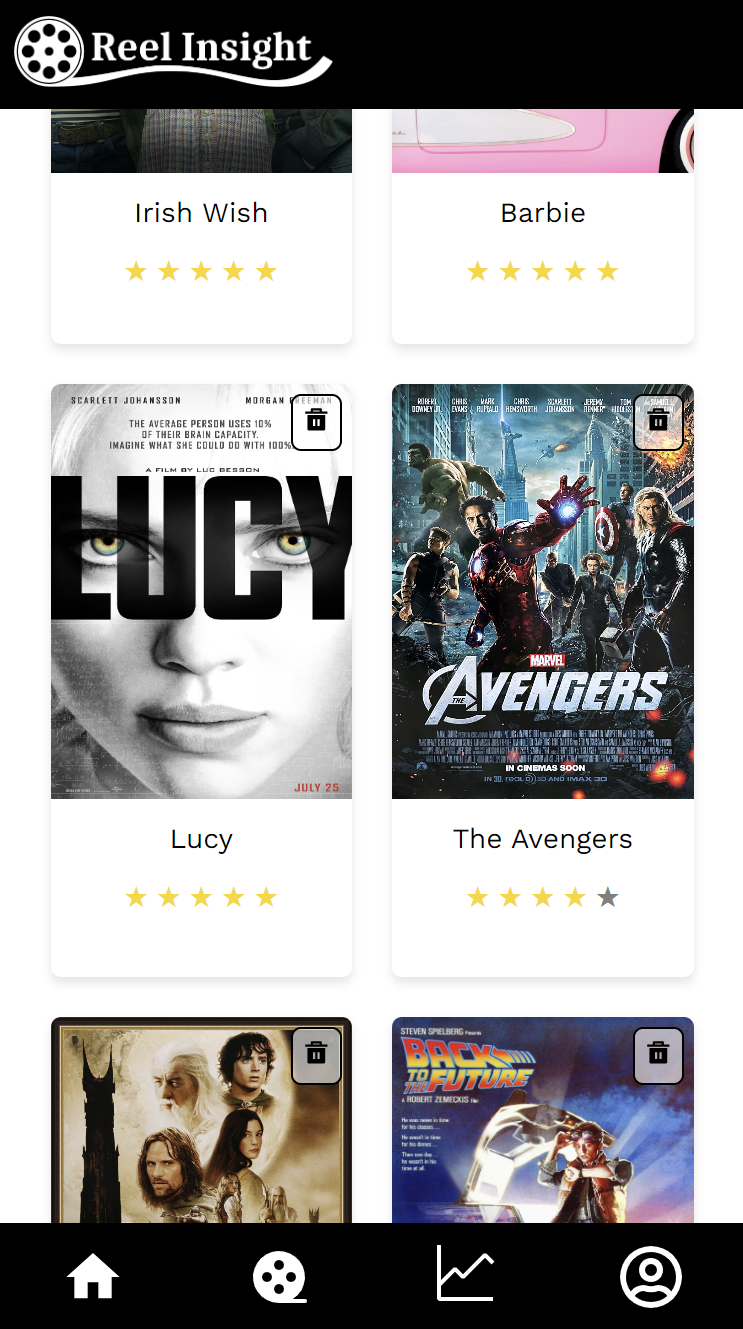 Reel Insight
Irish Wish
Barbie
SCARLETT JOHANSSON MORGAN FREEMAN
THE AVERAGE PERSON USES 10%
OF THEIR BRAIN CAPACITY.
IMAGINE WHAT SHE COULD DO WITH 100%
A FILM BY LUC BESSON
LUCY
JULY 25
ROBERT DOWNEY JR.
CHRIS EVANS
MARK RUFFALO
CHRIS HEMSWORTH
SCARLETT JOHANSSON
JEREMY RENNER
TOM
SAMUEL L.
MARVEL
THE AVENGERS
IN CINEMAS SOON
IN 3D, REAL D 3D AND IMAX 3D
Lucy
The Avengers
STEVEN SPIELBERG Presents
BACK
TO THE FUTURE
A ROBERT ZEMECKIS Film
He was never in time
for his classes...
He wasn't in time
for his dinner...
Then one day...
he wasn't in his
time at all.